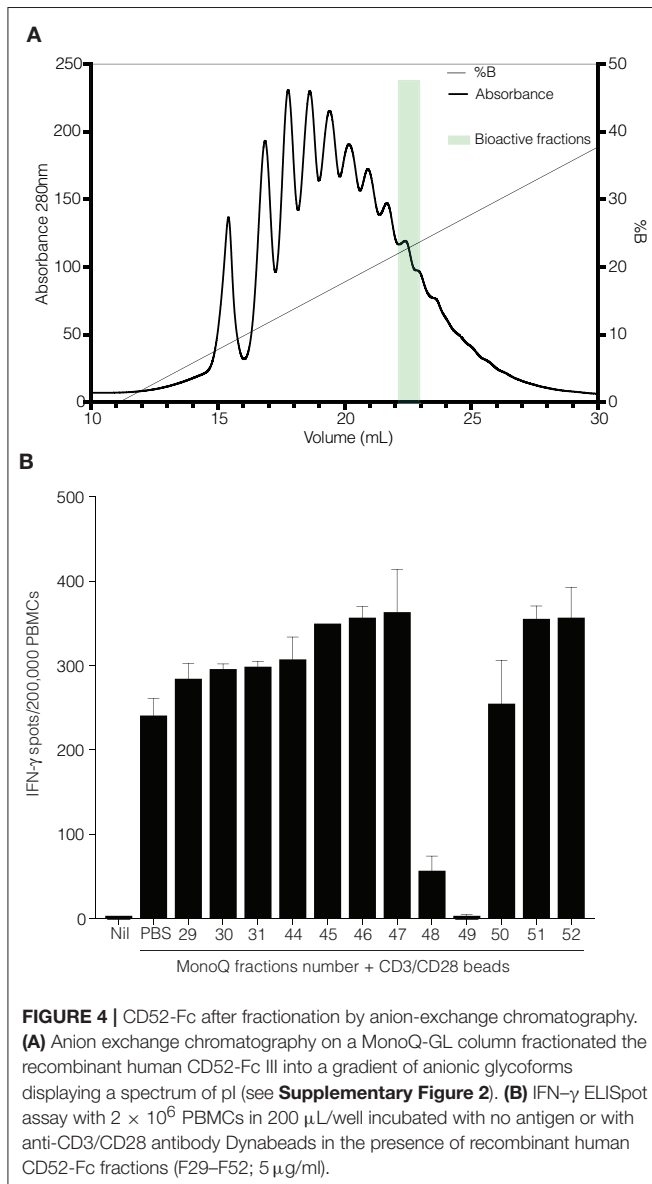 A
250
200
150
100
50
0
Absorbance 280nm
50
40
30
20
10
0
%B
%B
Absorbance
Bioactive fractions
10
15
20
25
30
Volume (mL)
B
500
400
300
200
100
0
IFN-γ spots/200,000 PBMCs
Nil PBS 29 30 31 44 45 46 47 48 49 50 51 52
MonoQ fractions number + CD3/CD28 beads
FIGURE 4 | CD52-Fc after fractionation by anion-exchange chromatography.
(A) Anion exchange chromatography on a MonoQ-GL column fractionated the
recombinant human CD52-Fc III into a gradient of anionic glycoforms
displaying a spectrum of pI (see Supplementary Figure 2). (B) IFN–γ ELISpot
assay with 2 × 10⁶ PBMCs in 200 μL/well incubated with no antigen or with
anti-CD3/CD28 antibody Dynabeads in the presence of recombinant human
CD52-Fc fractions (F29–F52; 5 μg/ml).